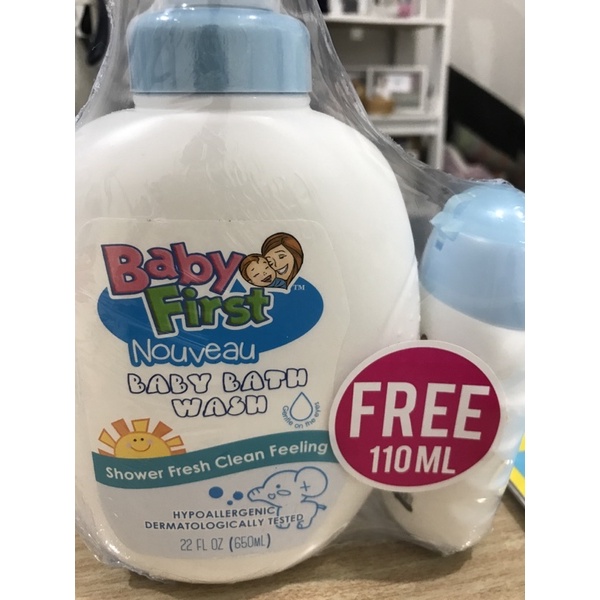 Baby
First
TM
Nouveau
BABY BATH
WASH
Gentle on the eyes
Shower Fresh Clean Feeling
HYPOALLERGENIC
DERMATOLOGICALLY TESTED
22 FL OZ (650ML)
FREE
110 ML